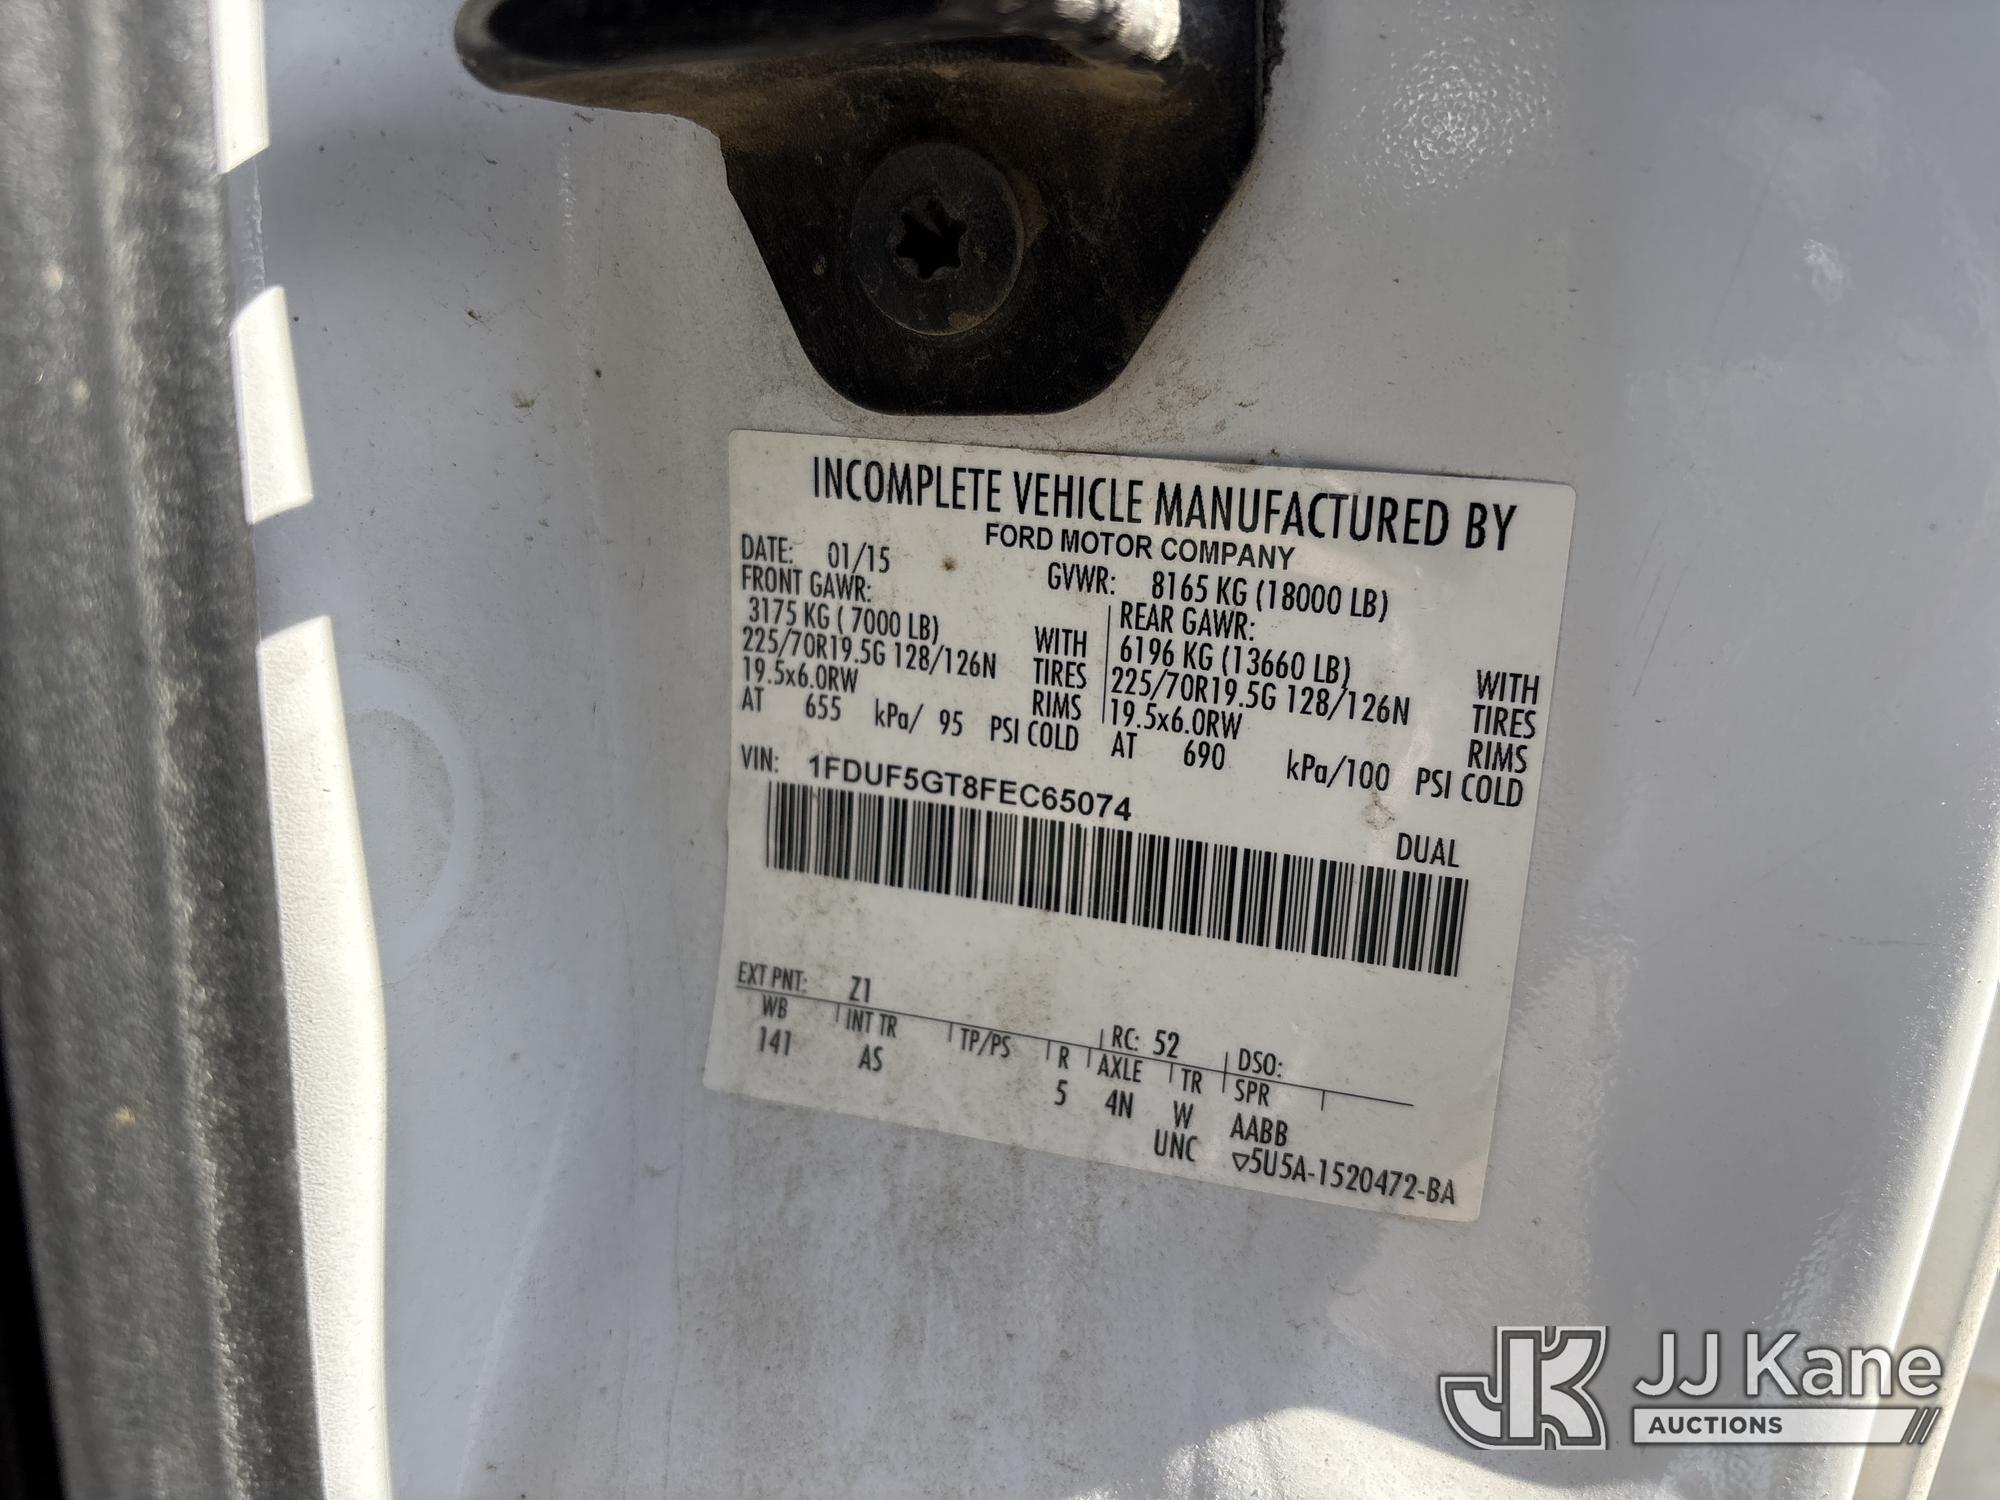 INCOMPLETE VEHICLE MANUFACTURED BY
FORD MOTOR COMPANY
DATE: 01/15 GVWR: 8165 KG (18000 LB)
FRONT GAWR: REAR GAWR:
3175 KG ( 7000 LB) WITH 6196 KG (13660 LB) WITH
225/70R19.5G 128/126N TIRES 225/70R19.5G 128/126N TIRES
19.5x6.0RW RIMS 19.5x6.0RW RIMS
AT 655 kPa/ 95 PSI COLD AT 690 kPa/100 PSI COLD
VIN: 1FDUF5GT8FEC65074
DUAL
EXT PNT: Z1 RC: 52 DSO:
WB INT TR TP/PS R AXLE TR SPR
141 AS 5 4N W AABB
UNC ▽5U5A-1520472-BA
JK JJ Kane
AUCTIONS